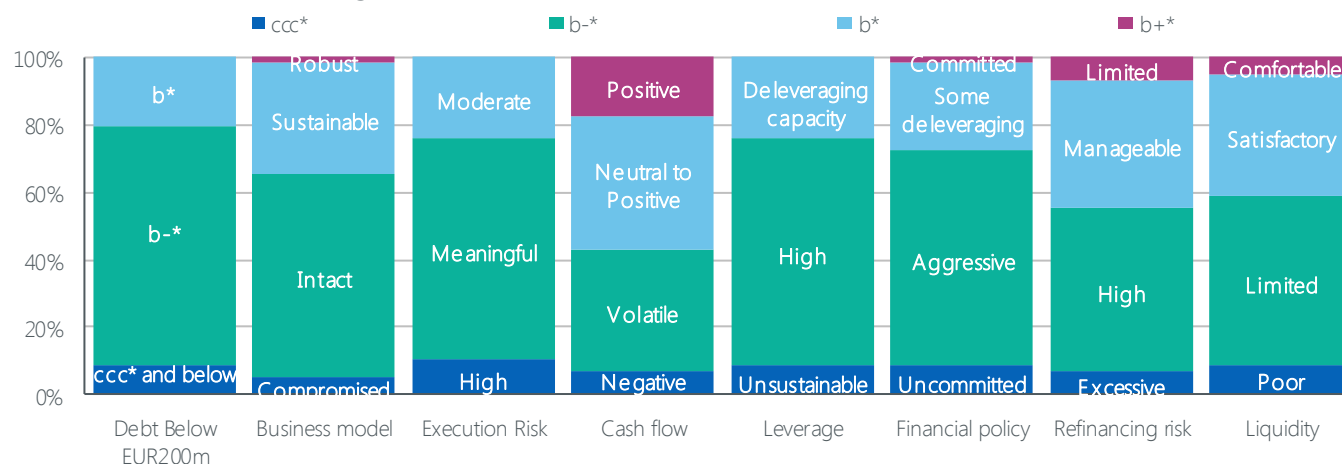 ccc* b-* b* b+*
100%
80%
60%
40%
20%
0%
b*
b-*
ccc* and below
Robust
Sustainable
Intact
Compromised
Moderate
Meaningful
High
Positive
Neutral to
Positive
Volatile
Negative
Deleveraging
capacity
High
Unsustainable
Committed
Some
deleveraging
Aggressive
Uncommitted
Limited
Manageable
High
Excessive
Comfortable
Satisfactory
Limited
Poor
Debt Below
EUR200m
Business model
Execution Risk
Cash flow
Leverage
Financial policy
Refinancing risk
Liquidity